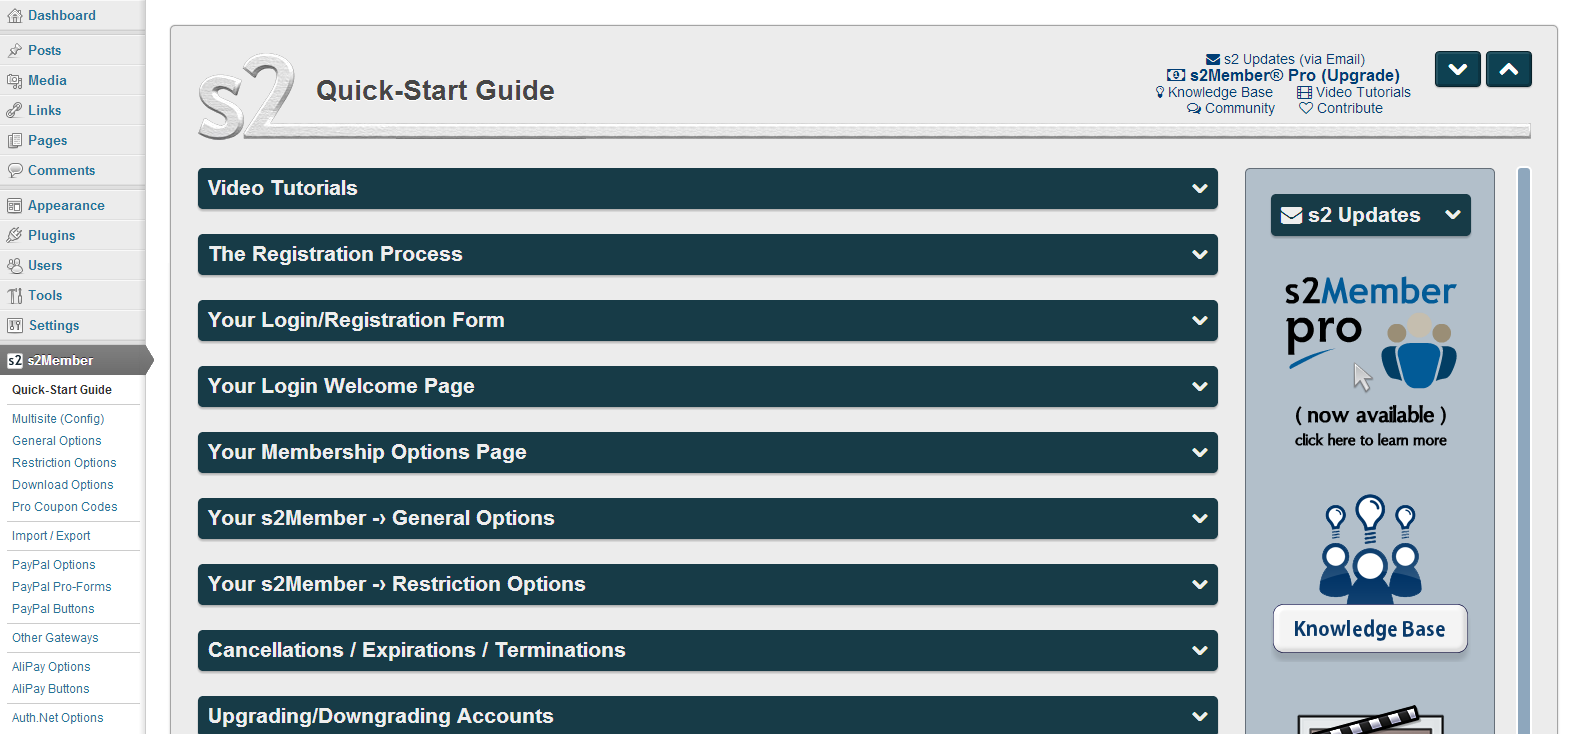 Dashboard
Posts
Media
Links
Pages
Comments
Appearance
Plugins
Users
Tools
Settings
s2 s2Member
Quick-Start Guide
Multisite (Config)
General Options
Restriction Options
Download Options
Pro Coupon Codes
Import / Export
PayPal Options
PayPal Pro-Forms
PayPal Buttons
Other Gateways
AliPay Options
AliPay Buttons
Auth.Net Options
s2 Quick-Start Guide
s2 Updates (via Email)
s2Member® Pro (Upgrade)
Knowledge Base Video Tutorials
Community Contribute
Video Tutorials
The Registration Process
Your Login/Registration Form
Your Login Welcome Page
Your Membership Options Page
Your s2Member -› General Options
Your s2Member -› Restriction Options
Cancellations / Expirations / Terminations
Upgrading/Downgrading Accounts
s2 Updates
s2Member
pro
( now available )
click here to learn more
Knowledge Base